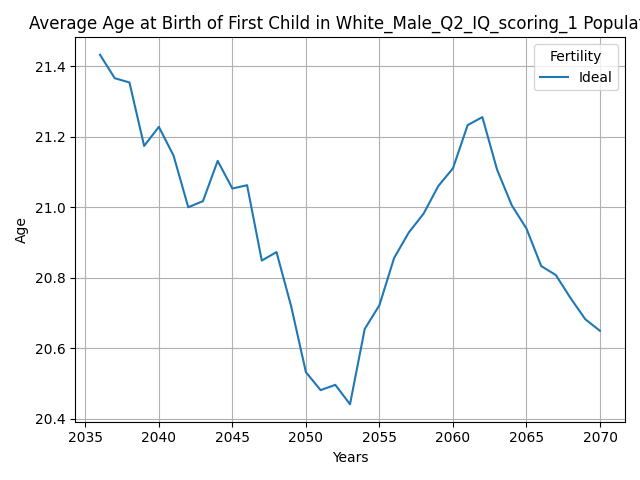 Average Age at Birth of First Child in White_Male_Q2_IQ_scoring_1
Fertility
Ideal
Age
21.4
21.2
21.0
20.8
20.6
20.4
2035 2040 2045 2050 2055 2060 2065 2070
Years